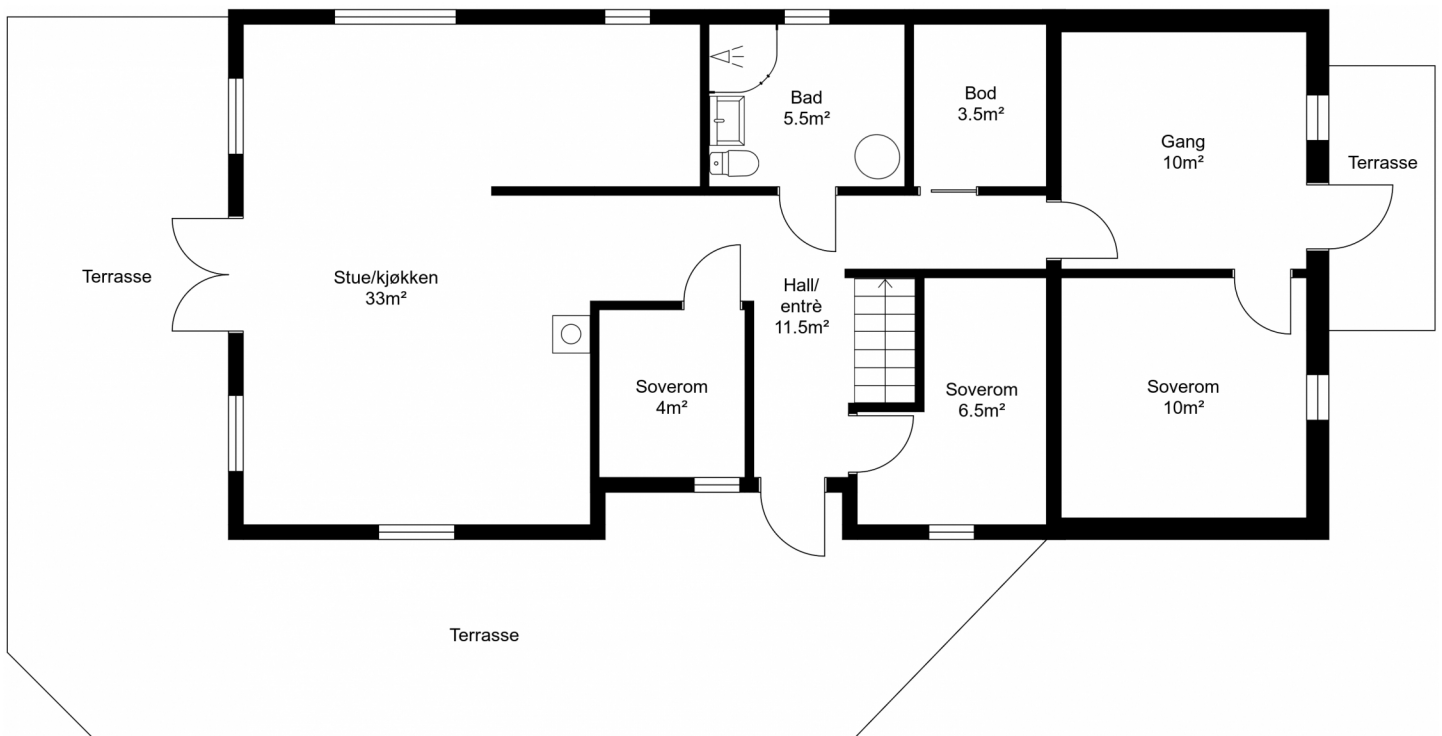 Bad
5.5m²
Bod
3.5m²
Gang
10m²
Terrasse
Terrasse
Stue/kjøkken
33m²
Hall/
entrè
11.5m²
Soverom
4m²
Soverom
6.5m²
Soverom
10m²
Terrasse